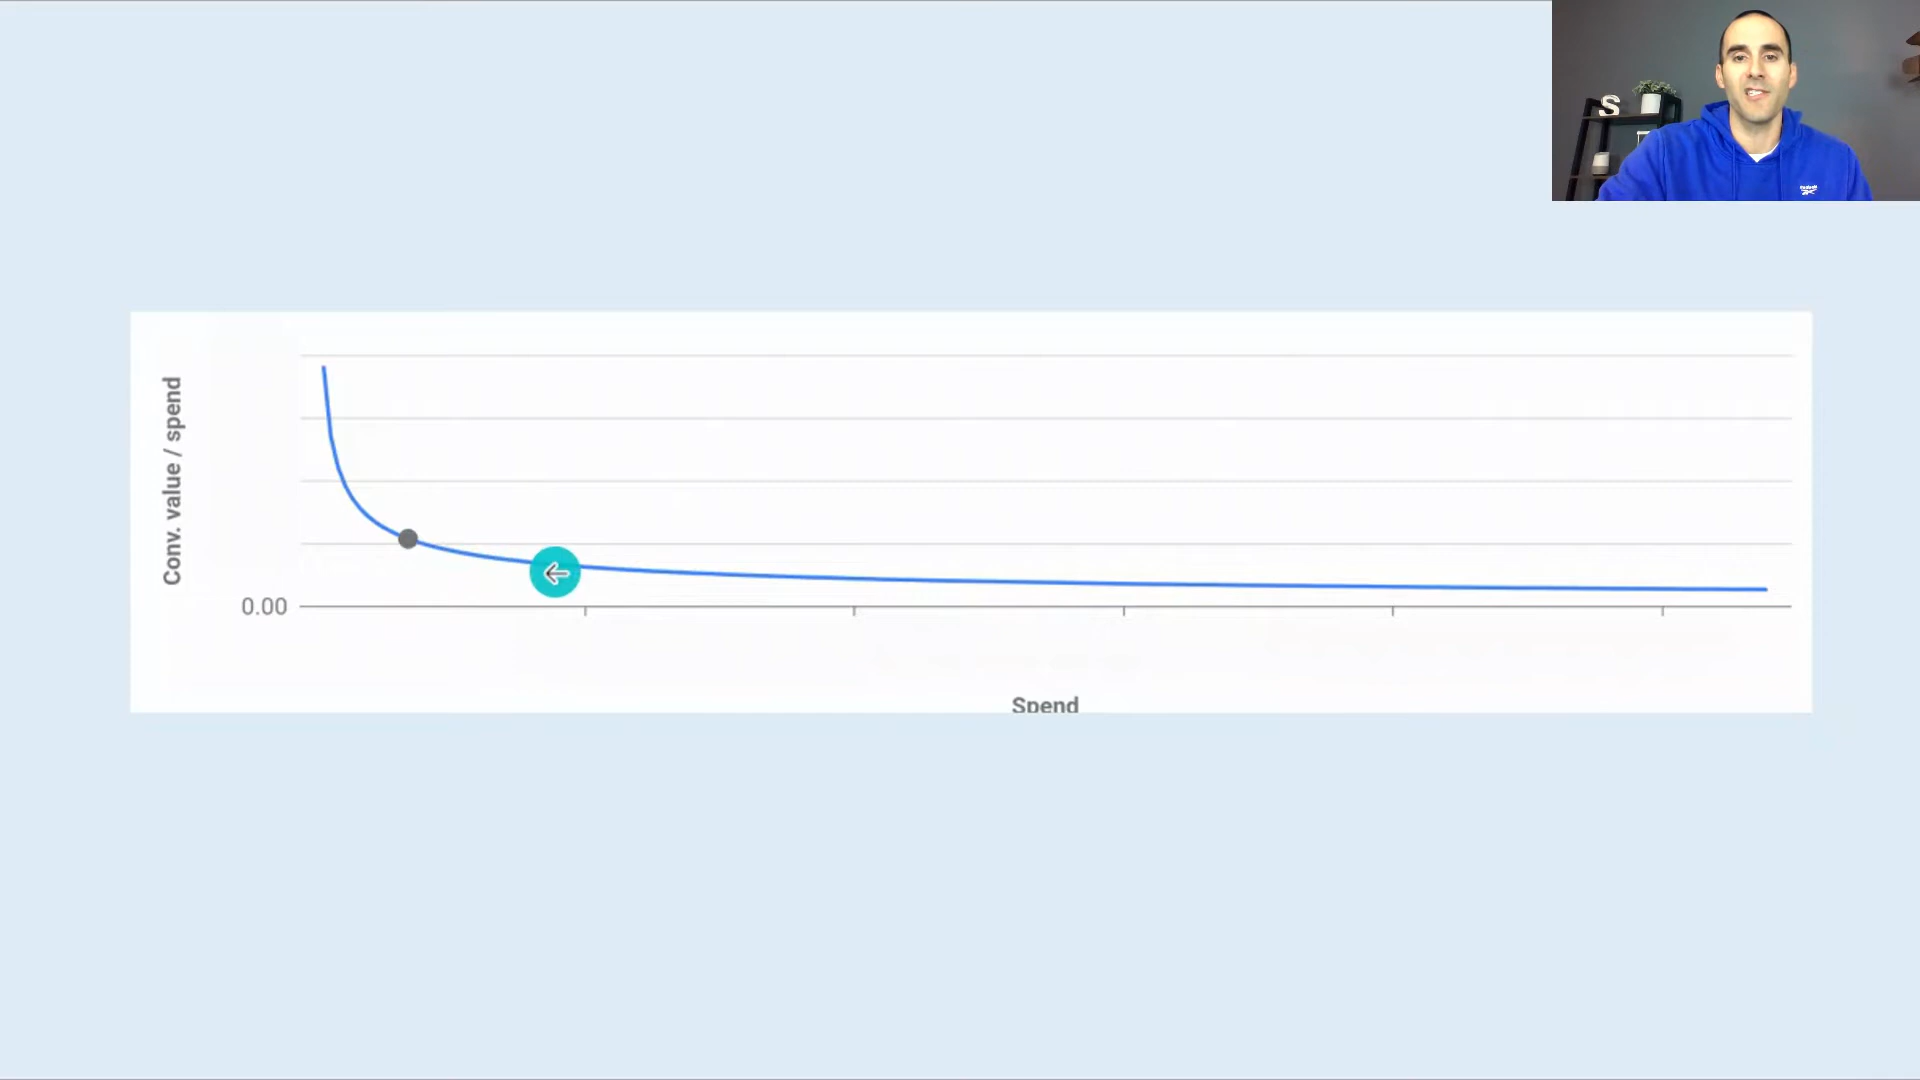 S
Conv. value / spend
0.00
Spend